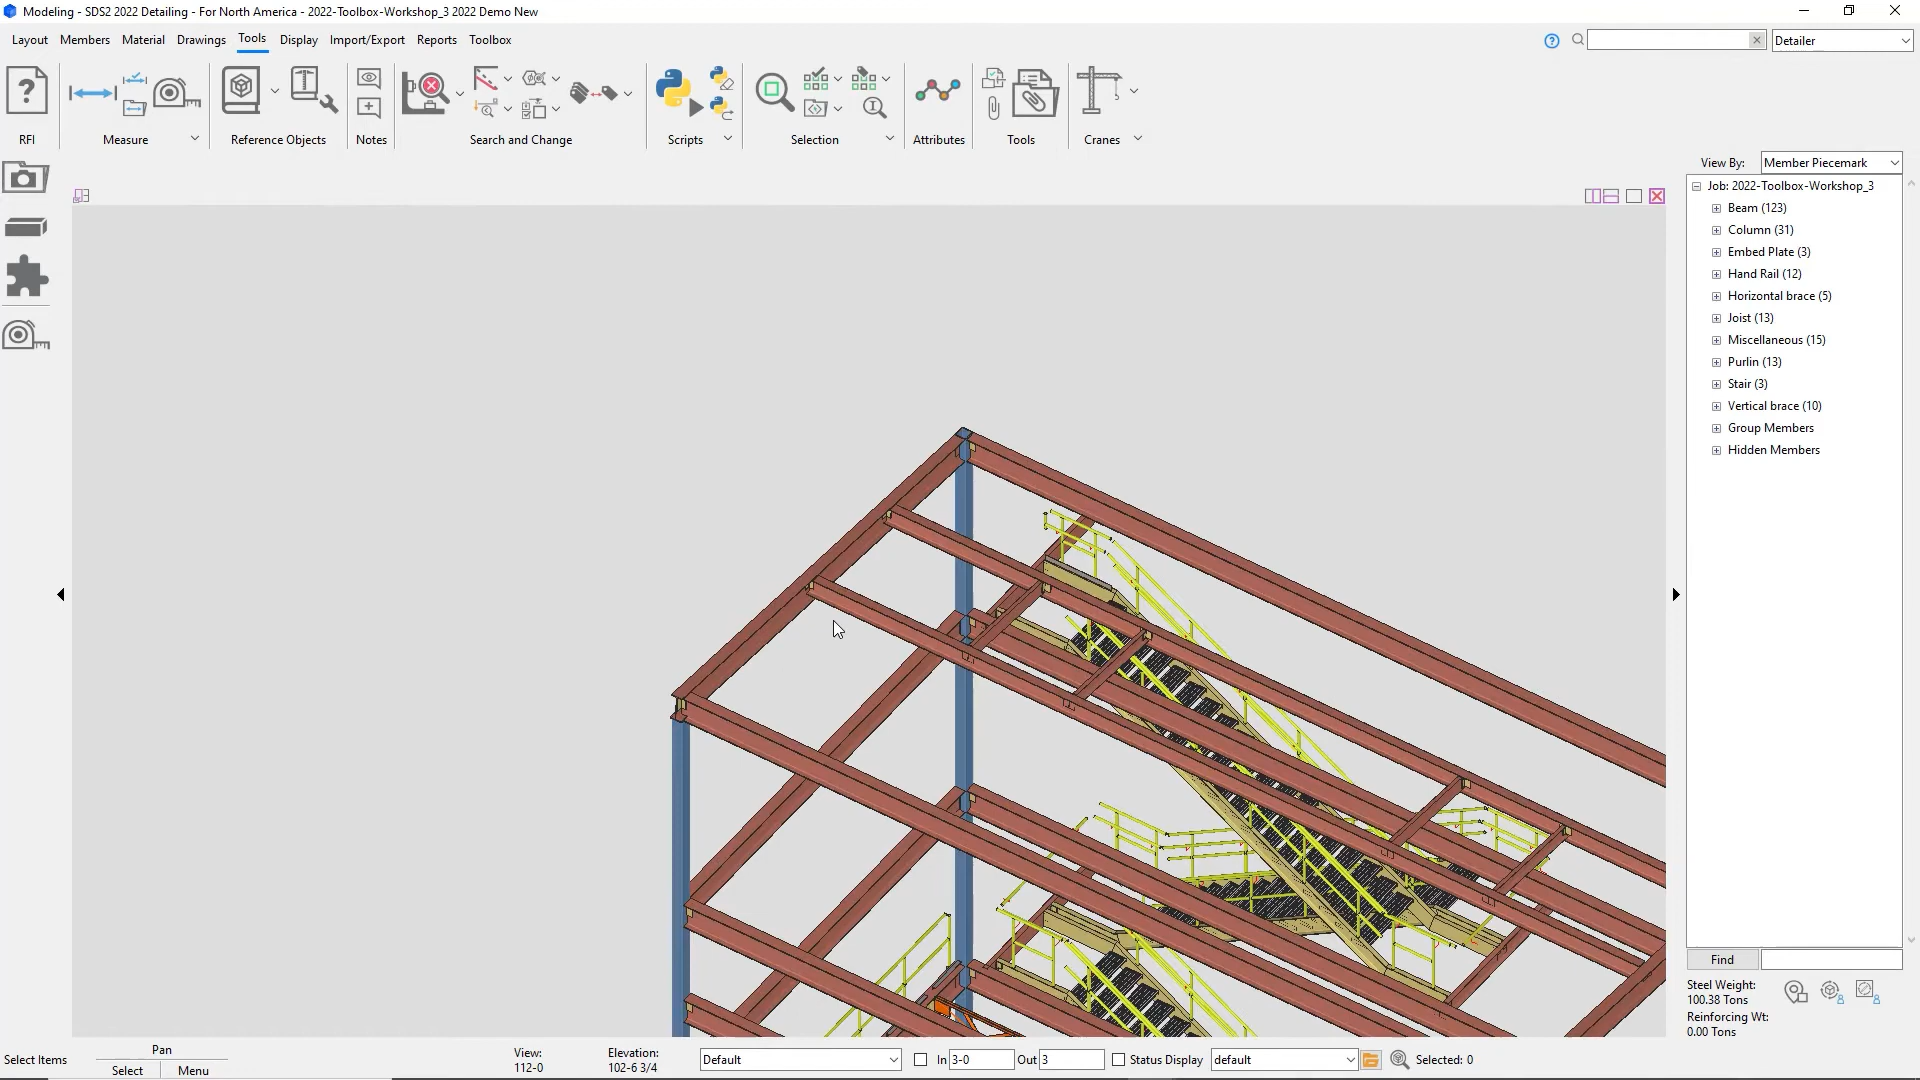 Modeling - SDS2 2022 Detailing - For North America - 2022-Toolbox-Workshop_3 2022 Demo New
Layout Members Material Drawings Tools Display Import/Export Reports Toolbox
Detailer
RFI Measure Reference Objects Notes Search and Change Scripts Selection Attributes Tools Cranes
View By: Member Piecemark
Job: 2022-Toolbox-Workshop_3
Beam (123)
Column (31)
Embed Plate (3)
Hand Rail (12)
Horizontal brace (5)
Joist (13)
Miscellaneous (15)
Purlin (13)
Stair (3)
Vertical brace (10)
Group Members
Hidden Members
Find
Steel Weight:
100.38 Tons
Reinforcing Wt:
0.00 Tons
Select Items
Pan
Select Menu
View:
112-0
Elevation:
102-6 3/4
Default
In 3-0 Out 3 Status Display default Selected: 0